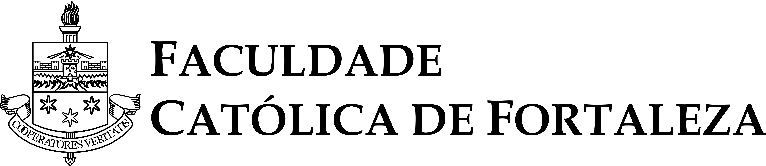 FACULDADE
CATÓLICA DE FORTALEZA
COOPERATORES VERITATIS